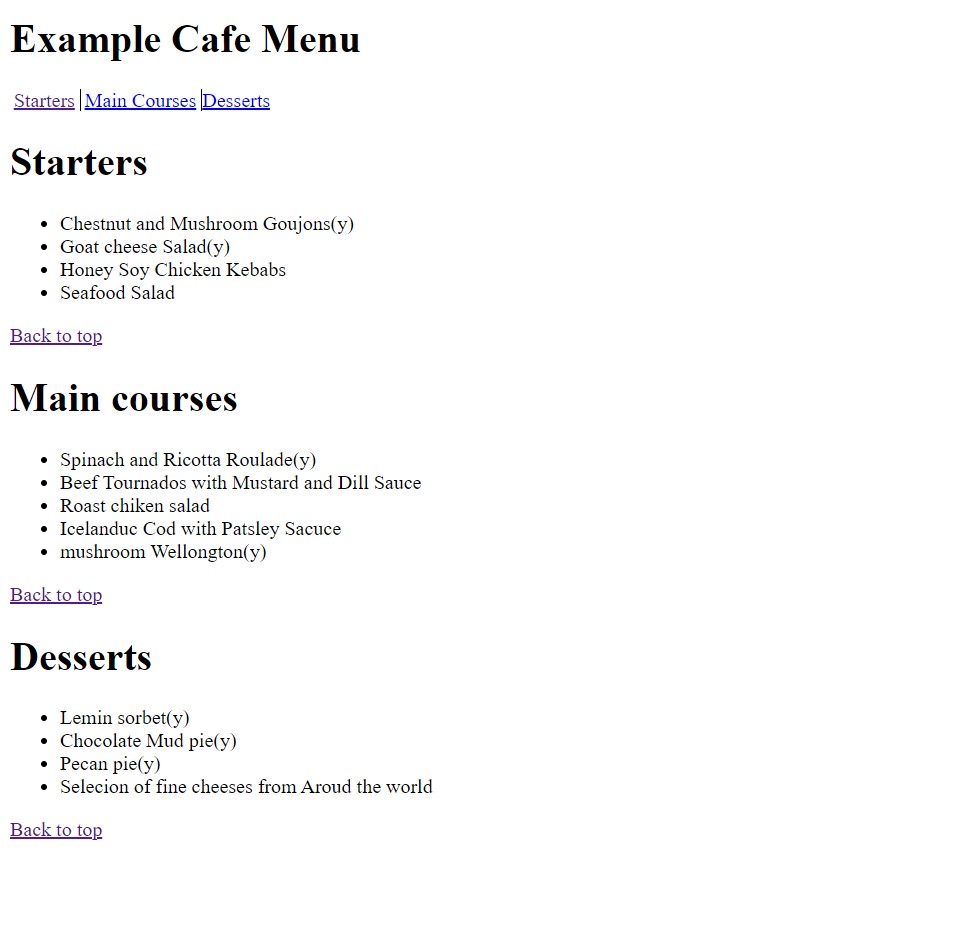 Example Cafe Menu
Starters | Main Courses | Desserts
Starters
• Chestnut and Mushroom Goujons(y)
• Goat cheese Salad(y)
• Honey Soy Chicken Kebabs
• Seafood Salad
Back to top
Main courses
• Spinach and Ricotta Roulade(y)
• Beef Tournados with Mustard and Dill Sauce
• Roast chiken salad
• Icelanduc Cod with Patsley Sacuce
• mushroom Wellongton(y)
Back to top
Desserts
• Lemin sorbet(y)
• Chocolate Mud pie(y)
• Pecan pie(y)
• Selecion of fine cheeses from Aroud the world
Back to top